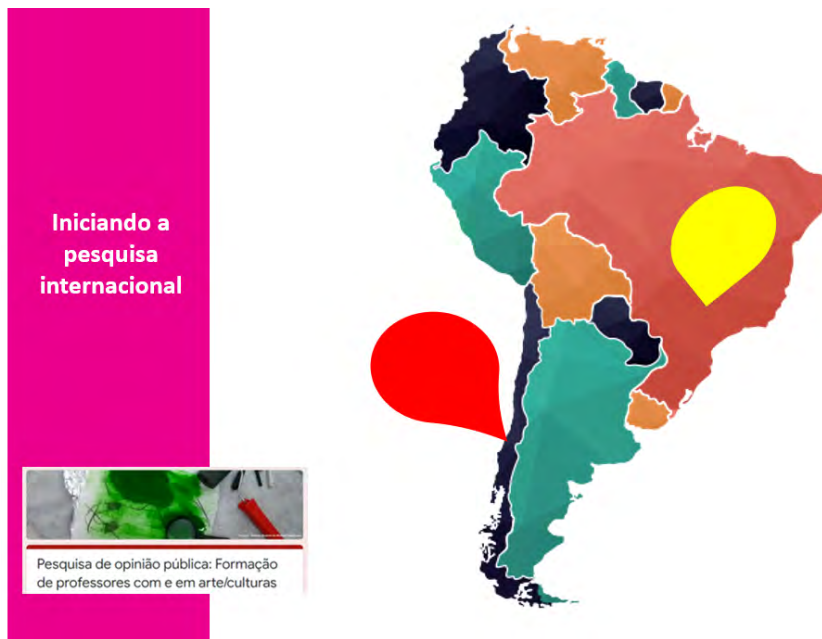 Iniciando a
pesquisa
internacional
Pesquisa de opinião pública: Formação
de professores com e em arte/culturas